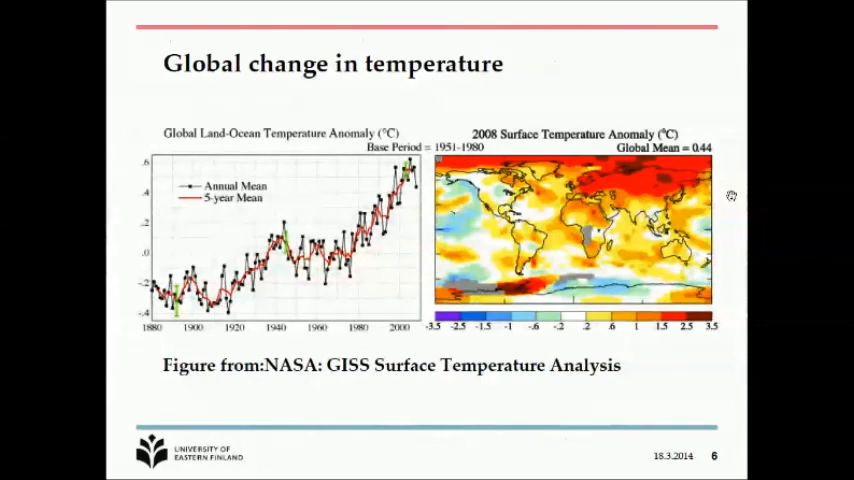 Global change in temperature
Global Land-Ocean Temperature Anomaly (°C)
2008 Surface Temperature Anomaly (°C)
Base Period = 1951-1980
Global Mean = 0.44
.6
.4
.2
.0
-.2
-.4
Annual Mean
5-year Mean
1880 1900 1920 1940 1960 1980 2000
-3.5 -2.5 -1.5 -1 -.6 -.2 .2 .6 1 1.5 2.5 3.5
Figure from:NASA: GISS Surface Temperature Analysis
UNIVERSITY OF
EASTERN FINLAND
18.3.2014 6